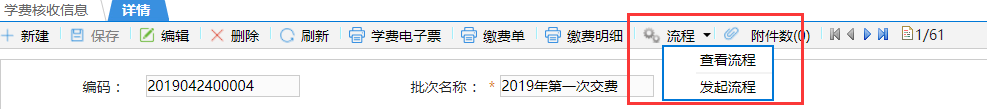 学费核收信息 详情
新建 保存 编辑 删除 刷新 学费电子票 缴费单 缴费明细 流程 附件数(0) 1/61
查看流程
编码： 2019042400004 批次名称： * 2019年第一次交费 发起流程